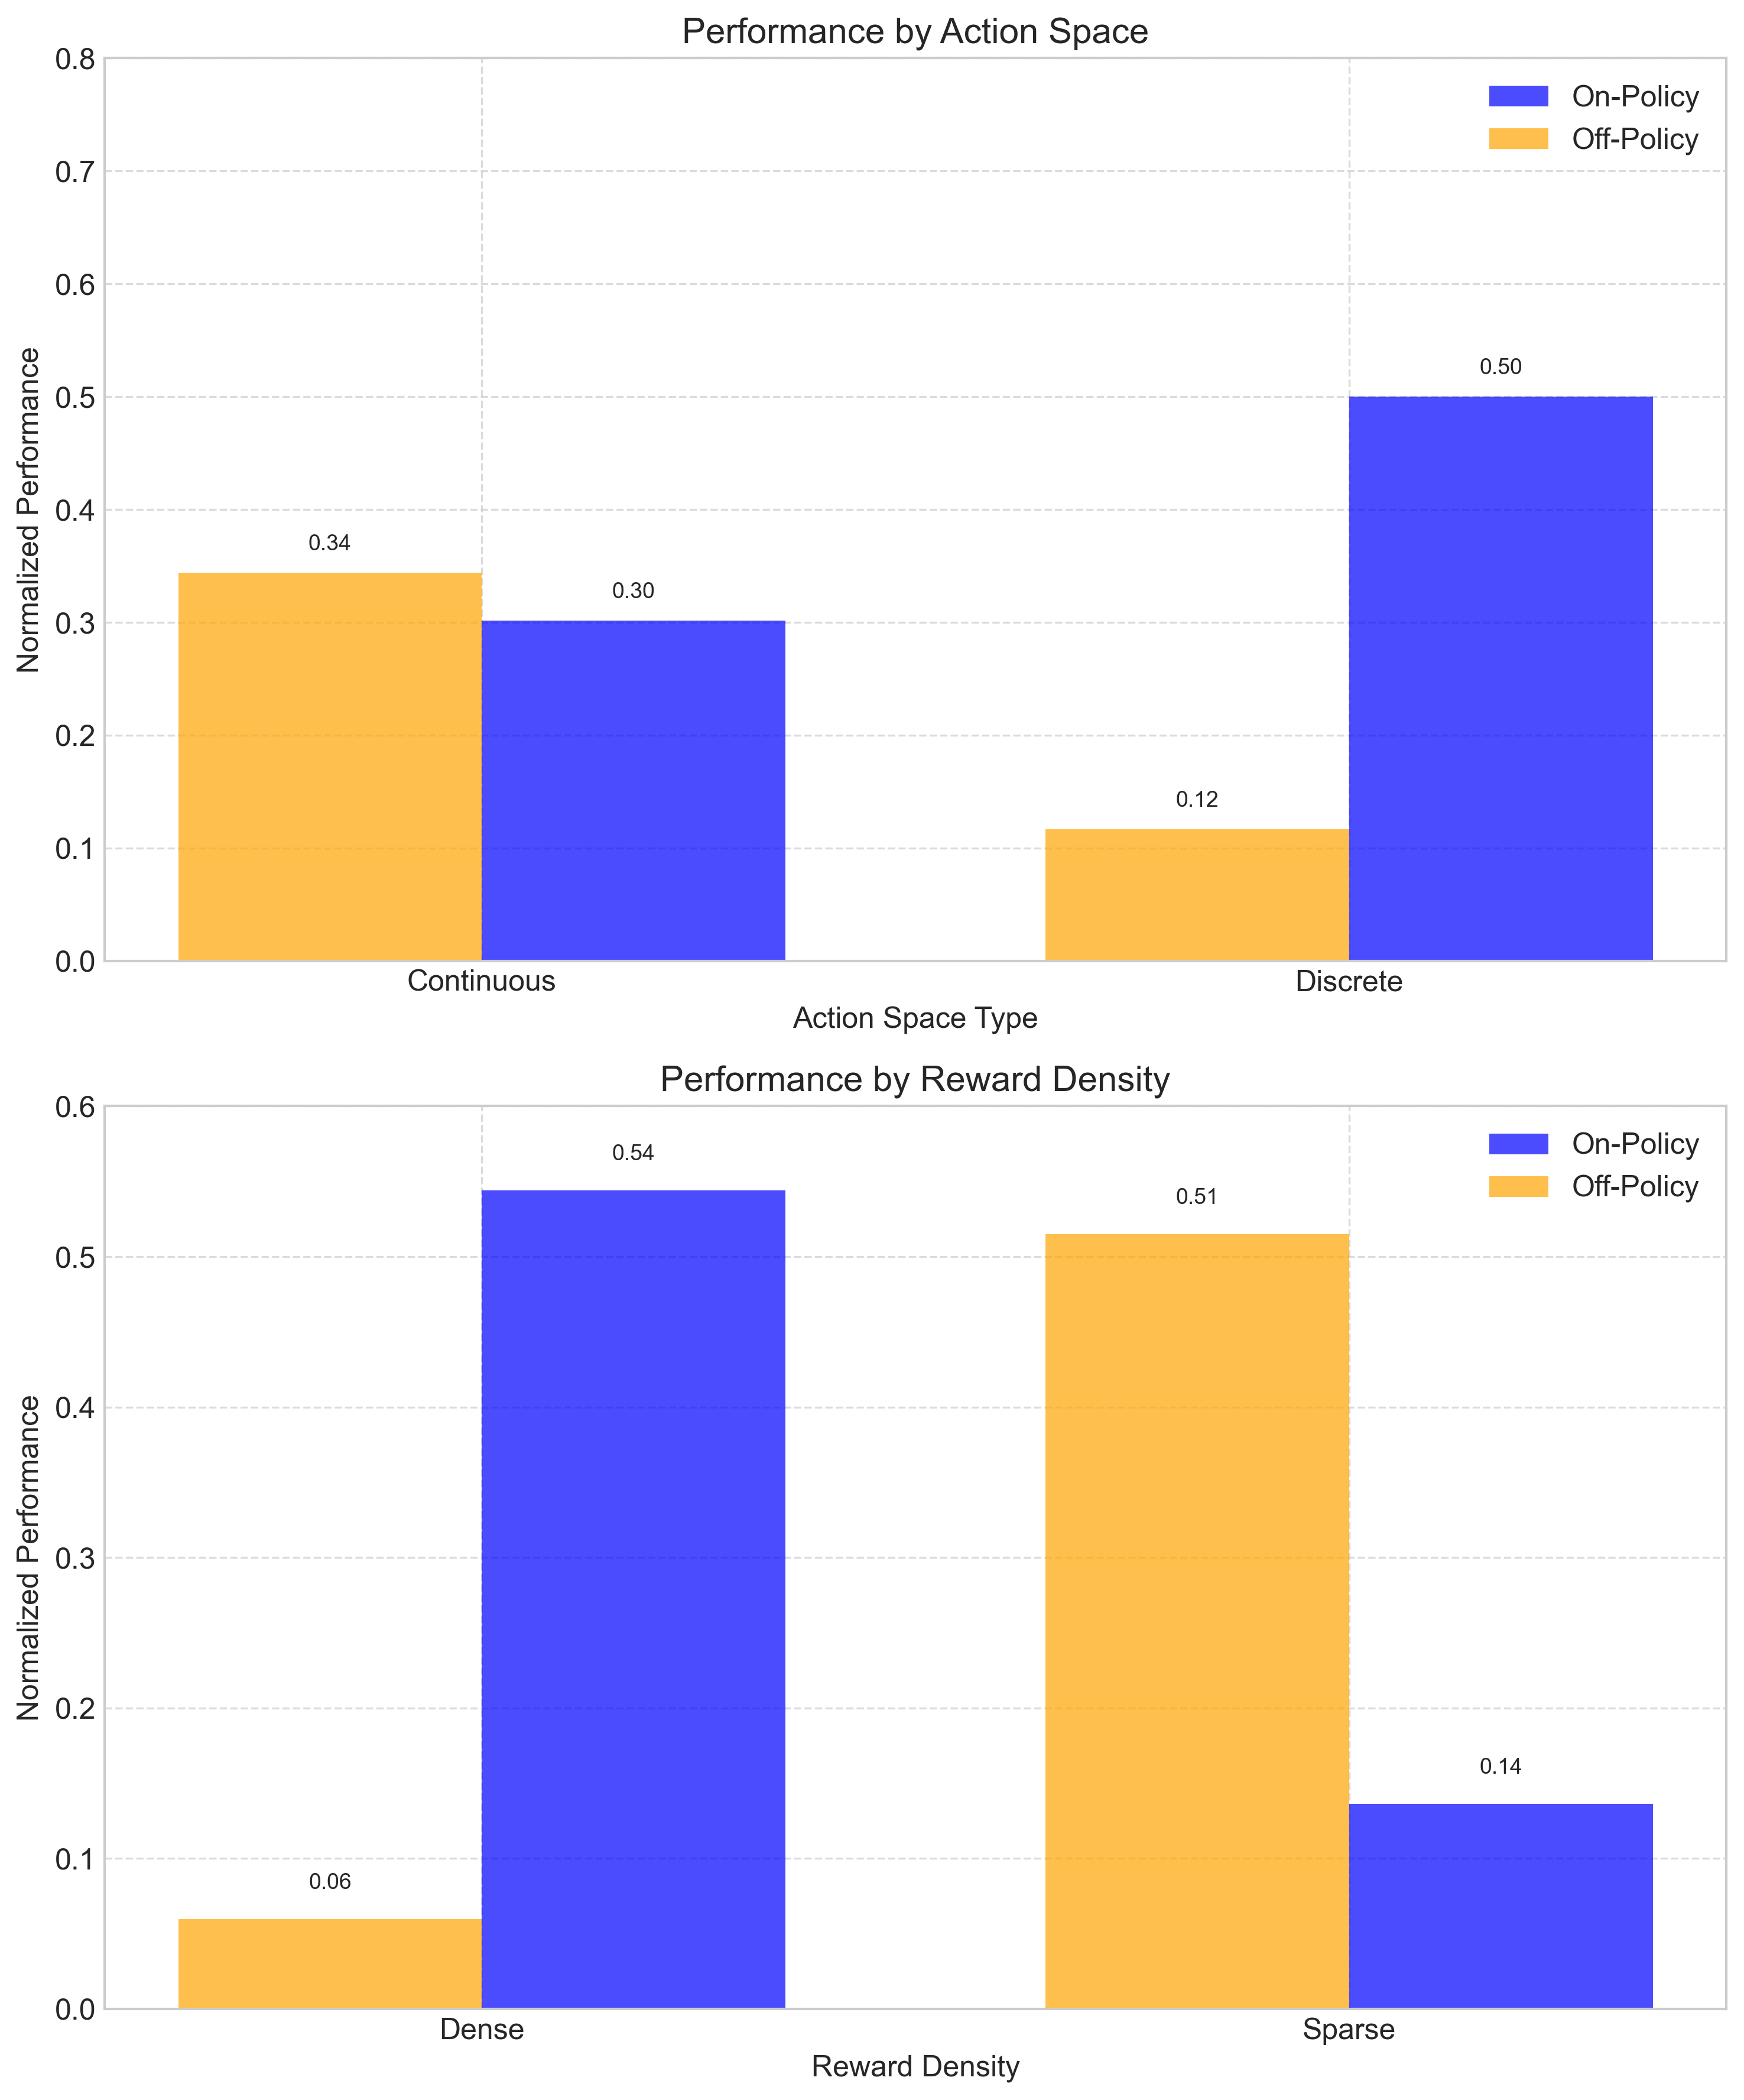 Performance by Action Space
On-Policy
Off-Policy
Normalized Performance
0.8
0.7
0.6
0.5
0.4
0.3
0.2
0.1
0.0
0.34
0.30
0.12
0.50
Continuous
Discrete
Action Space Type
Performance by Reward Density
On-Policy
Off-Policy
Normalized Performance
0.6
0.5
0.4
0.3
0.2
0.1
0.0
0.06
0.54
0.51
0.14
Dense
Sparse
Reward Density